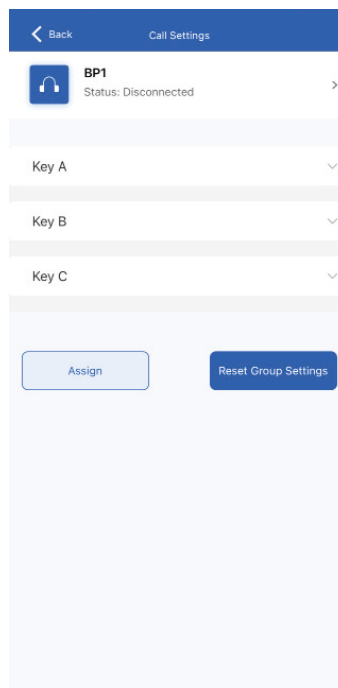 Back
Call Settings
BP1
Status: Disconnected
Key A
Key B
Key C
Assign
Reset Group Settings